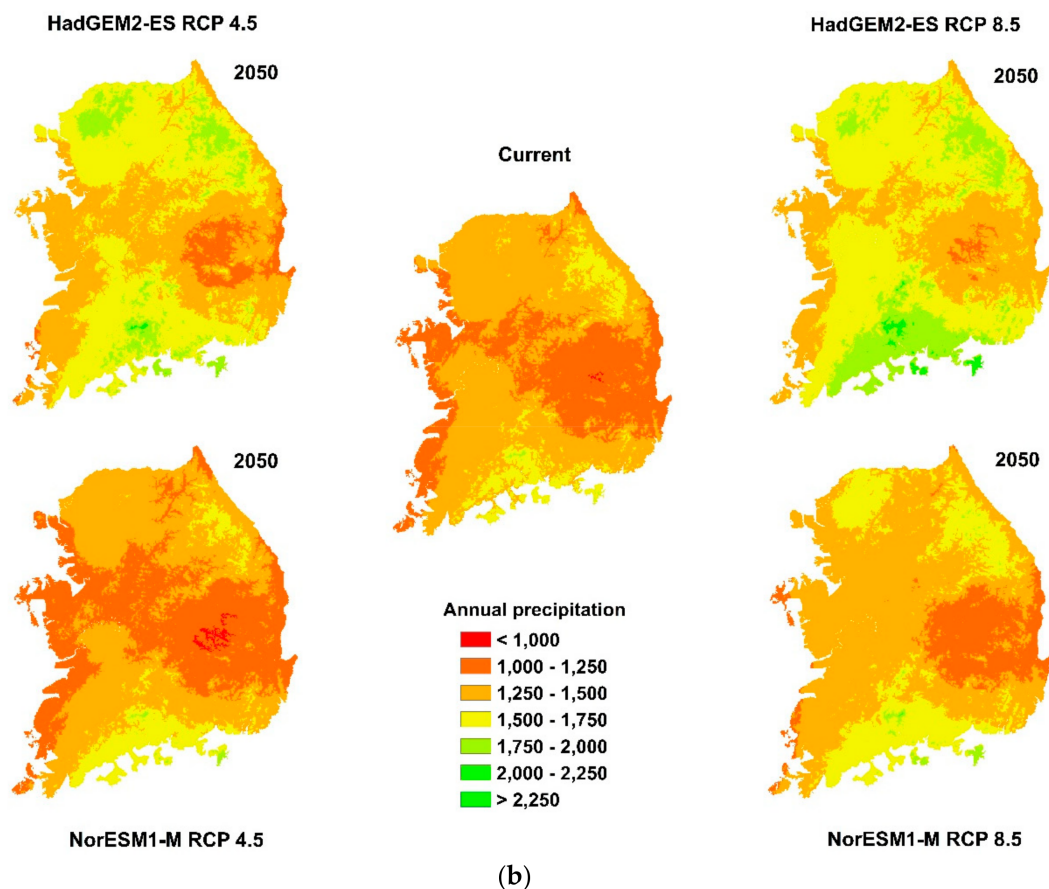 HadGEM2-ES RCP 4.5
HadGEM2-ES RCP 8.5
2050
2050
Current
2050
2050
Annual precipitation
< 1,000
1,000 - 1,250
1,250 - 1,500
1,500 - 1,750
1,750 - 2,000
2,000 - 2,250
> 2,250
NorESM1-M RCP 4.5
NorESM1-M RCP 8.5
(b)